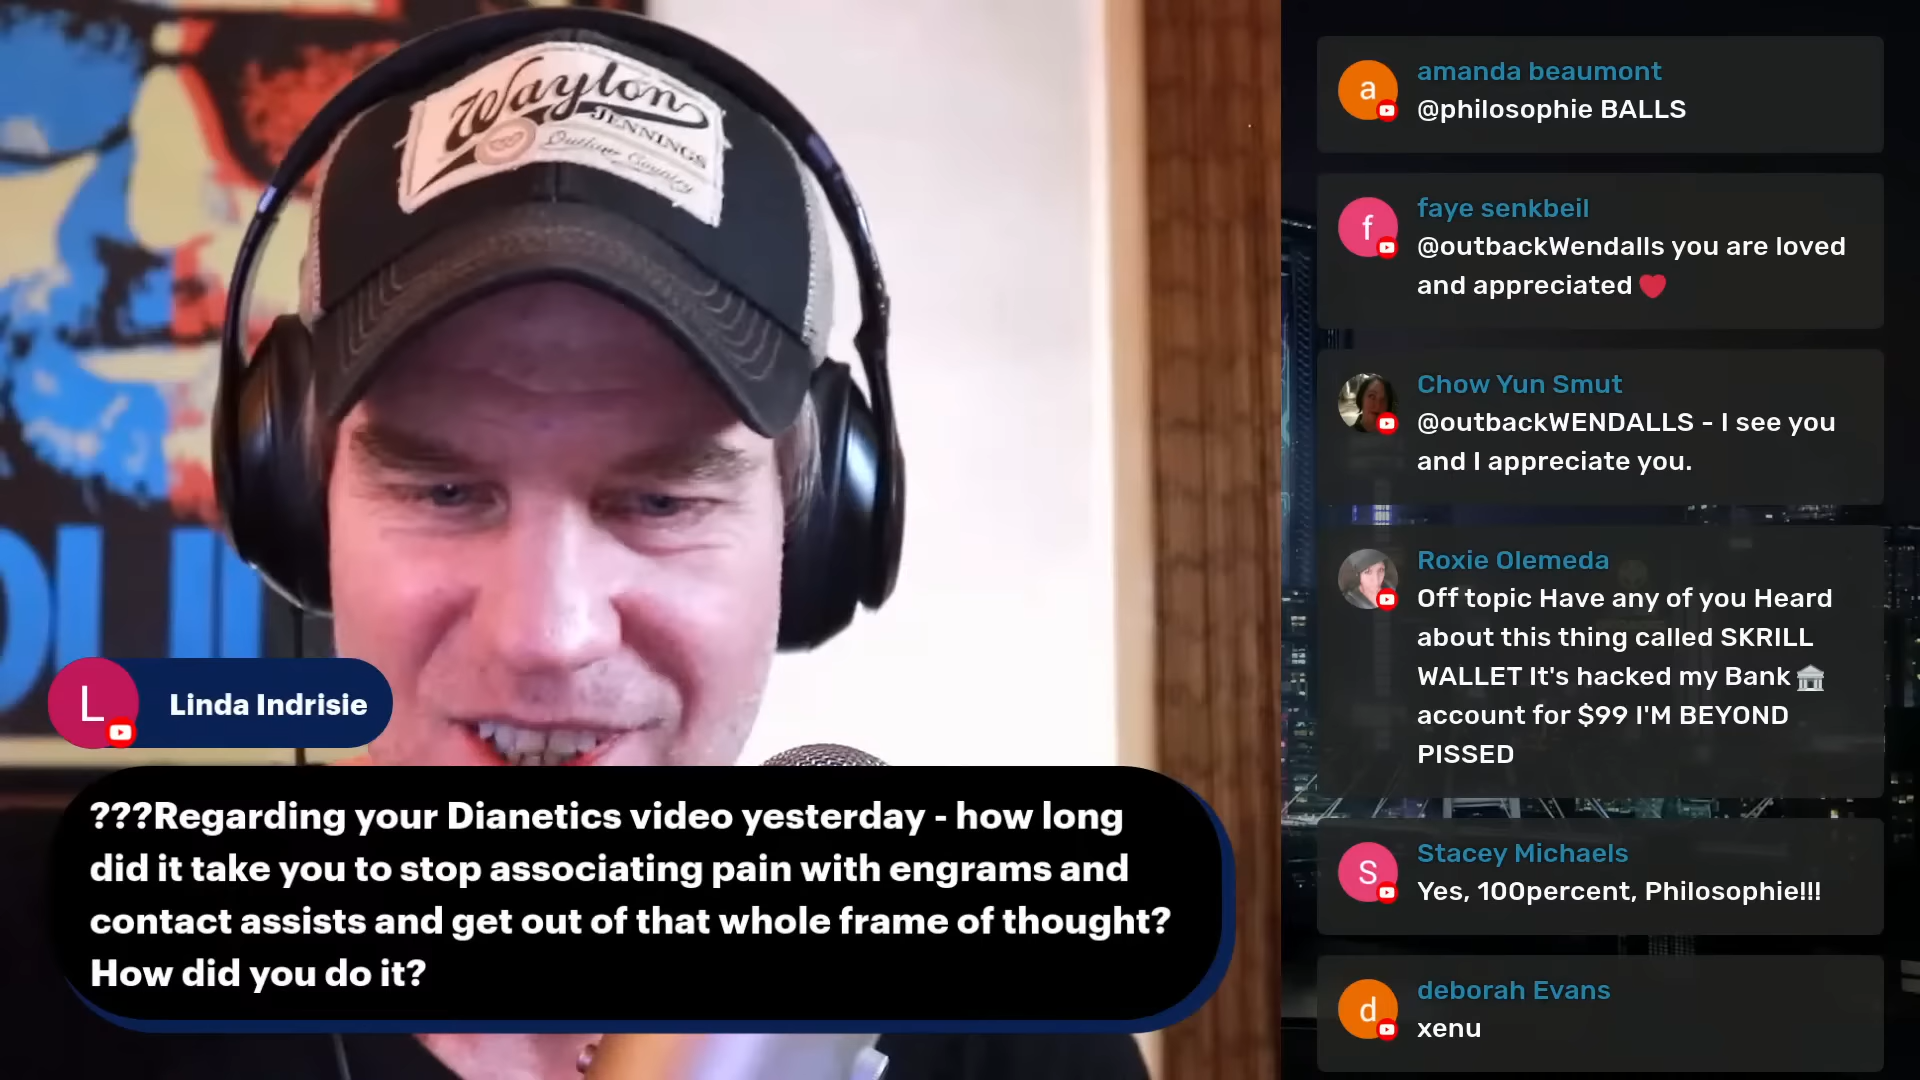 Waylon
JENNINGS
Outlaw Country
L
Linda Indrisie
???Regarding your Dianetics video yesterday - how long
did it take you to stop associating pain with engrams and
contact assists and get out of that whole frame of thought?
How did you do it?
a
amanda beaumont
@philosophie BALLS
f
faye senkbeil
@outbackWendalls you are loved
and appreciated ❤️
Chow Yun Smut
@outbackWENDALLS - I see you
and I appreciate you.
Roxie Olemeda
Off topic Have any of you Heard
about this thing called SKRILL
WALLET It's hacked my Bank 🏛️
account for $99 I'M BEYOND
PISSED
S
Stacey Michaels
Yes, 100percent, Philosophie!!!
d
deborah Evans
xenu